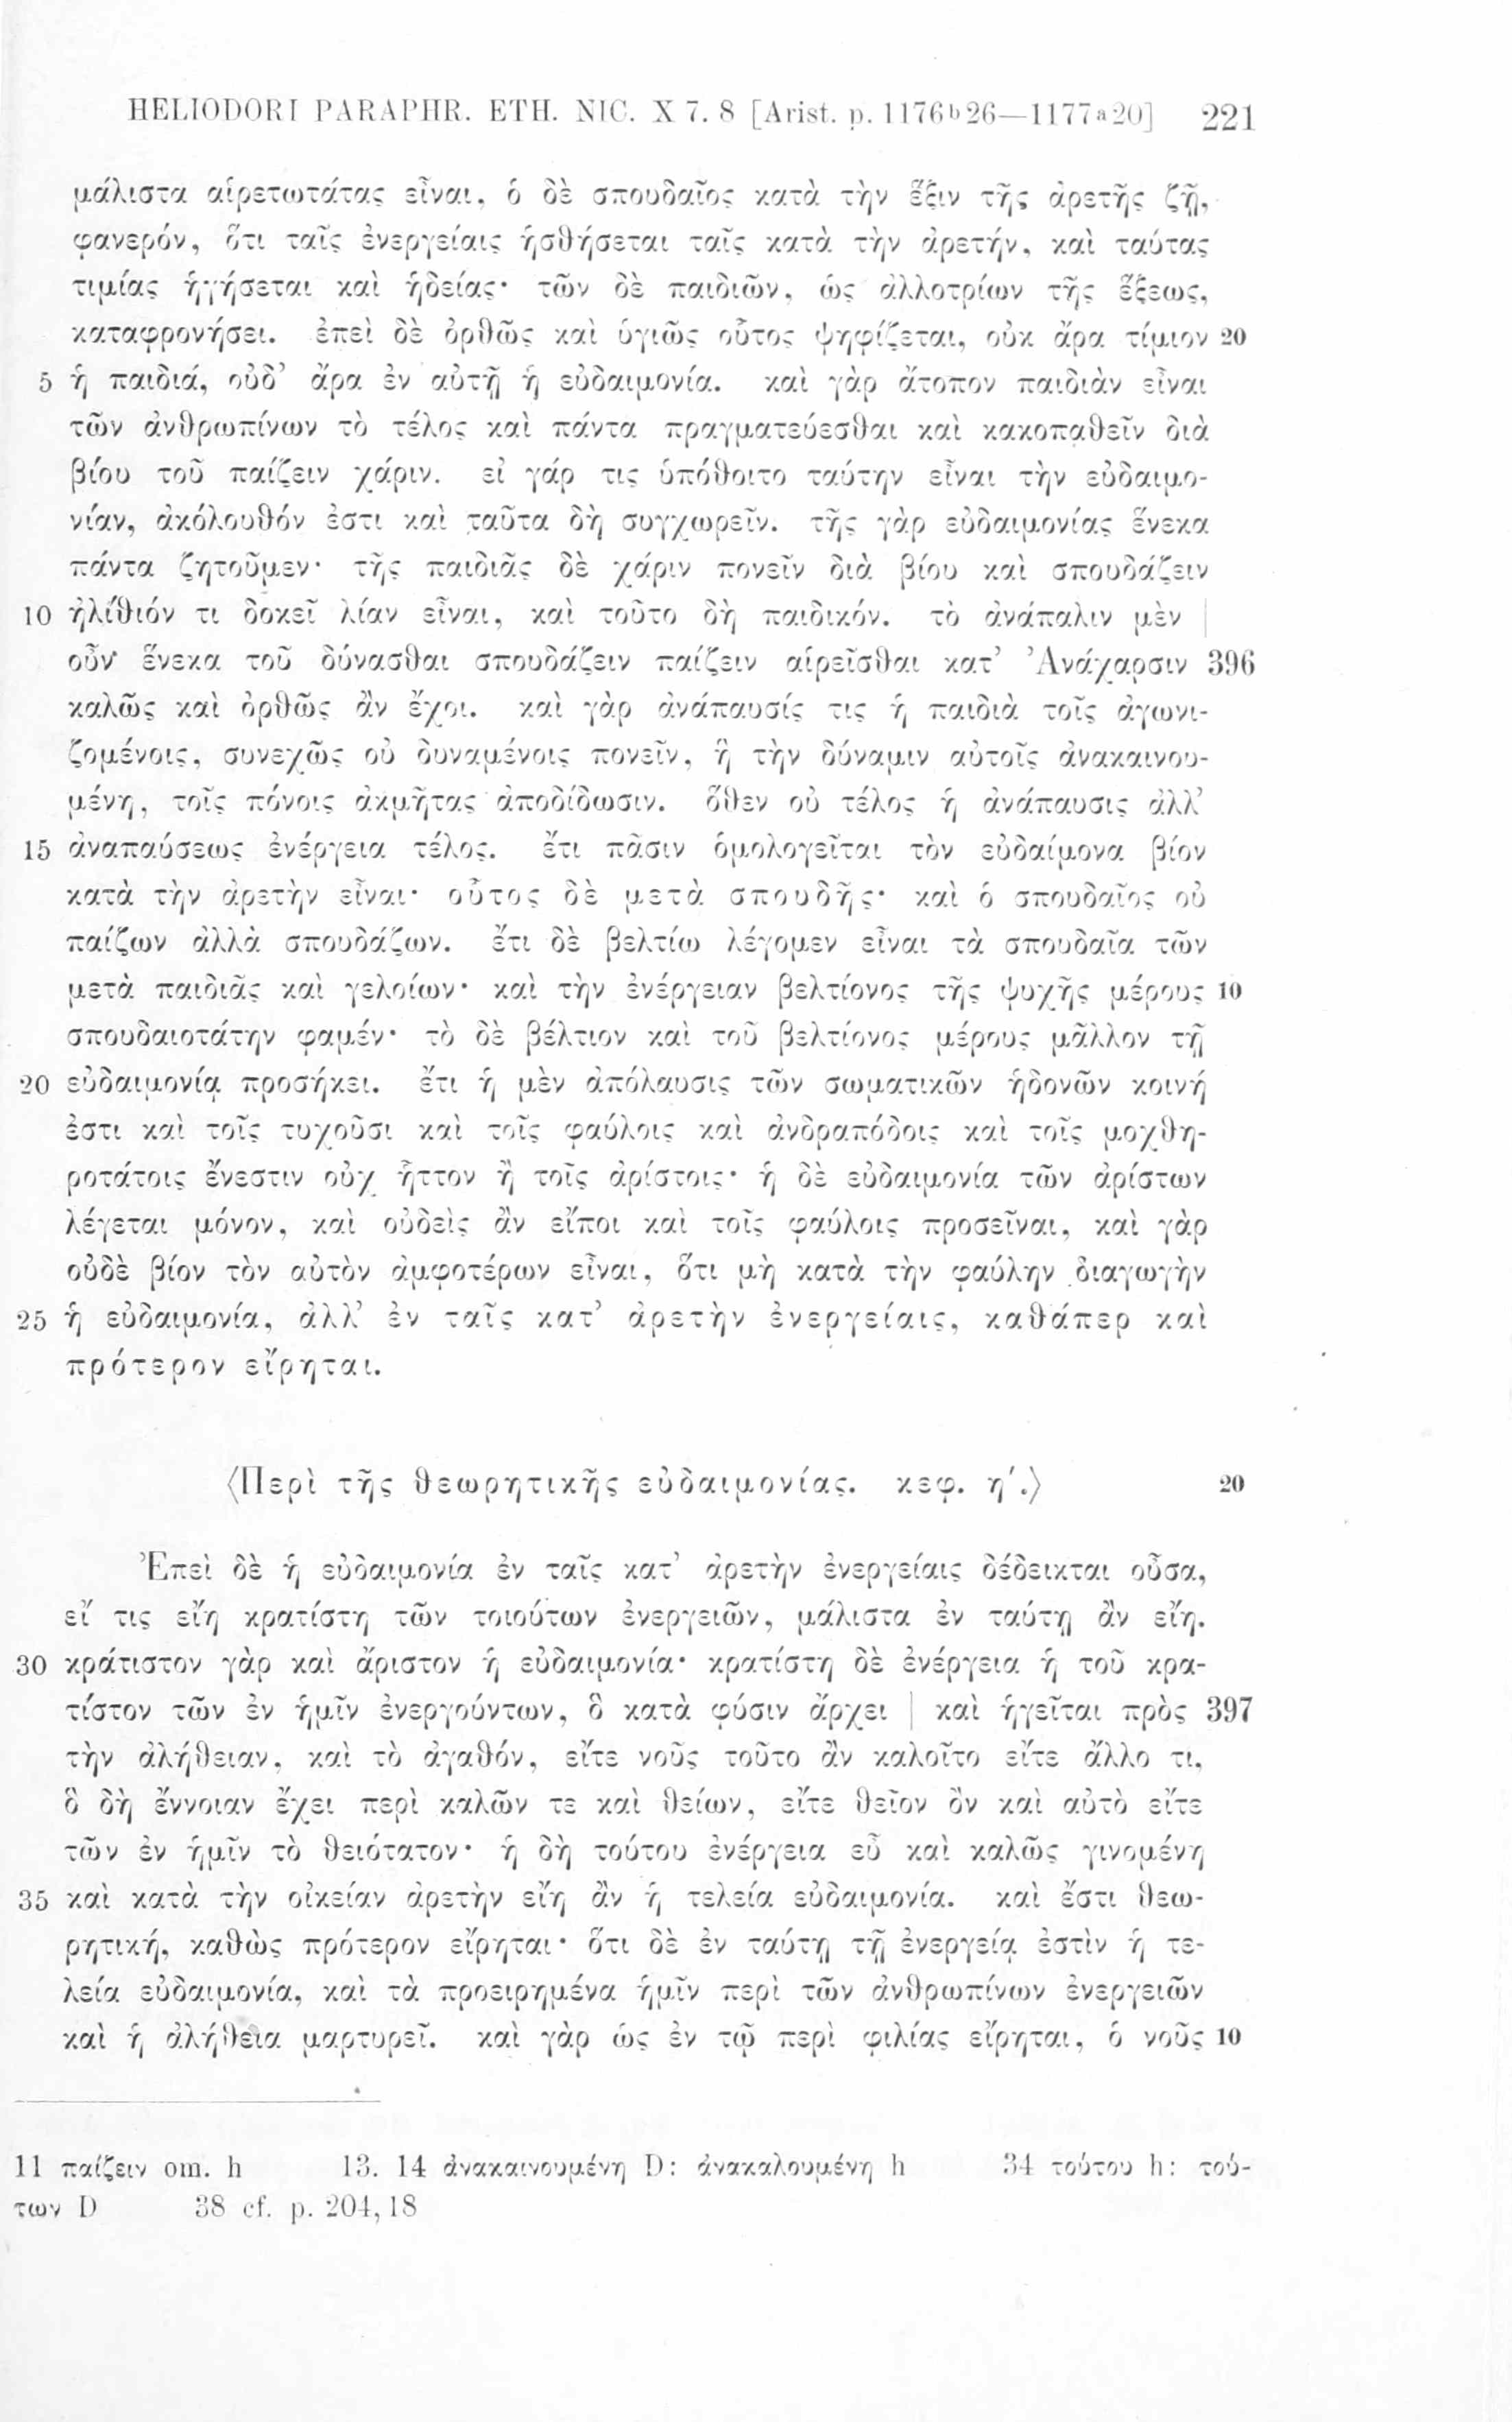 HELIODORI PARAPHR. ETH. NIC. X 7. 8 [Arist. p. 1176ᵇ26—1177ᵃ20] 221
μάλιστα αἱρετωτάτας εἶναι, ὁ δὲ σπουδαῖος κατὰ τὴν ἕξιν τῆς ἀρετῆς ζῇ,
φανερόν, ὅτι ταῖς ἐνεργείαις ἡσθήσεται ταῖς κατὰ τὴν ἀρετήν, καὶ ταύτας
τιμίας ἡγήσεται καὶ ἡδείας· τῶν δὲ παιδιῶν, ὡς ἀλλοτρίων τῆς ἕξεως,
καταφρονήσει. ἐπεὶ δὲ ὀρθῶς καὶ ὑγιῶς οὗτος ψηφίζεται, οὐκ ἄρα τίμιον 20
5 ἡ παιδιά, οὐδ’ ἄρα ἐν αὐτῇ ἡ εὐδαιμονία. καὶ γὰρ ἄτοπον παιδιὰν εἶναι
τῶν ἀνθρωπίνων τὸ τέλος καὶ πάντα πραγματεύεσθαι καὶ κακοπαθεῖν διὰ
βίου τοῦ παίζειν χάριν. εἰ γάρ τις ὑπόθοιτο ταύτην εἶναι τὴν εὐδαιμο-
νίαν, ἀκόλουθόν ἐστι καὶ ταῦτα δὴ συγχωρεῖν. τῆς γὰρ εὐδαιμονίας ἕνεκα
πάντα ζητοῦμεν· τῆς παιδιᾶς δὲ χάριν πονεῖν διὰ βίου καὶ σπουδάζειν
10 ἠλίθιόν τι δοκεῖ λίαν εἶναι, καὶ τοῦτο δὴ παιδικόν. τὸ ἀνάπαλιν μὲν |
οὖν ἕνεκα τοῦ δύνασθαι σπουδάζειν παίζειν αἱρεῖσθαι κατ’ Ἀνάχαρσιν 396
καλῶς καὶ ὀρθῶς ἂν ἔχοι. καὶ γὰρ ἀνάπαυσίς τις ἡ παιδιὰ τοῖς ἀγωνι-
ζομένοις, συνεχῶς οὐ δυναμένοις πονεῖν, ἣ τὴν δύναμιν αὐτοῖς ἀνακαινου-
μένη, τοῖς πόνοις ἀκμῆτας ἀποδίδωσιν. ὅθεν οὐ τέλος ἡ ἀνάπαυσις ἀλλ’
15 ἀναπαύσεως ἐνέργεια τέλος. ἔτι πᾶσιν ὁμολογεῖται τὸν εὐδαίμονα βίον
κατὰ τὴν ἀρετὴν εἶναι· οὗτος δὲ μετὰ σπουδῆς· καὶ ὁ σπουδαῖος οὐ
παίζων ἀλλὰ σπουδάζων. ἔτι δὲ βελτίω λέγομεν εἶναι τὰ σπουδαῖα τῶν
μετὰ παιδιᾶς καὶ γελοίων· καὶ τὴν ἐνέργειαν βελτίονος τῆς ψυχῆς μέρους 10
σπουδαιοτάτην φαμέν· τὸ δὲ βέλτιον καὶ τοῦ βελτίονος μέρους μᾶλλον τῇ
20 εὐδαιμονίᾳ προσήκει. ἔτι ἡ μὲν ἀπόλαυσις τῶν σωματικῶν ἡδονῶν κοινή
ἐστι καὶ τοῖς τυχοῦσι καὶ τοῖς φαύλοις καὶ ἀνδραπόδοις καὶ τοῖς μοχθη-
ροτάτοις ἔνεστιν οὐχ ἧττον ἢ τοῖς ἀρίστοις· ἡ δὲ εὐδαιμονία τῶν ἀρίστων
λέγεται μόνον, καὶ οὐδεὶς ἂν εἴποι καὶ τοῖς φαύλοις προσεῖναι, καὶ γὰρ
οὐδὲ βίον τὸν αὐτὸν ἀμφοτέρων εἶναι, ὅτι μὴ κατὰ τὴν φαύλην διαγωγὴν
25 ἡ εὐδαιμονία, ἀλλ’ ἐν ταῖς κατ’ ἀρετὴν ἐνεργείαις, καθάπερ καὶ
πρότερον εἴρηται.
⟨Περὶ τῆς θεωρητικῆς εὐδαιμονίας. κεφ. η′.⟩ 20
Ἐπεὶ δὲ ἡ εὐδαιμονία ἐν ταῖς κατ’ ἀρετὴν ἐνεργείαις δέδεικται οὖσα,
εἴ τις εἴη κρατίστη τῶν τοιούτων ἐνεργειῶν, μάλιστα ἐν ταύτῃ ἂν εἴη.
30 κράτιστον γὰρ καὶ ἄριστον ἡ εὐδαιμονία· κρατίστη δὲ ἐνέργεια ἡ τοῦ κρα-
τίστον τῶν ἐν ἡμῖν ἐνεργούντων, ὃ κατὰ φύσιν ἄρχει | καὶ ἡγεῖται πρὸς 397
τὴν ἀλήθειαν, καὶ τὸ ἀγαθόν, εἴτε νοῦς τοῦτο ἂν καλοῖτο εἴτε ἄλλο τι,
ὃ δὴ ἔννοιαν ἔχει περὶ καλῶν τε καὶ θείων, εἴτε θεῖον ὂν καὶ αὐτὸ εἴτε
τῶν ἐν ἡμῖν τὸ θειότατον· ἡ δὴ τούτου ἐνέργεια εὖ καὶ καλῶς γινομένη
35 καὶ κατὰ τὴν οἰκείαν ἀρετὴν εἴη ἂν ἡ τελεία εὐδαιμονία. καὶ ἔστι θεω-
ρητική, καθὼς πρότερον εἴρηται· ὅτι δὲ ἐν ταύτῃ τῇ ἐνεργείᾳ ἐστὶν ἡ τε-
λεία εὐδαιμονία, καὶ τὰ προειρημένα ἡμῖν περὶ τῶν ἀνθρωπίνων ἐνεργειῶν
καὶ ἡ ἀλήθεια μαρτυρεῖ. καὶ γὰρ ὡς ἐν τῷ περὶ φιλίας εἴρηται, ὁ νοῦς 10
11 παίζειν om. h 13. 14 ἀνακαινουμένη D: ἀνακαλουμένη h 34 τούτου h: τού-
των D 38 cf. p. 204,18